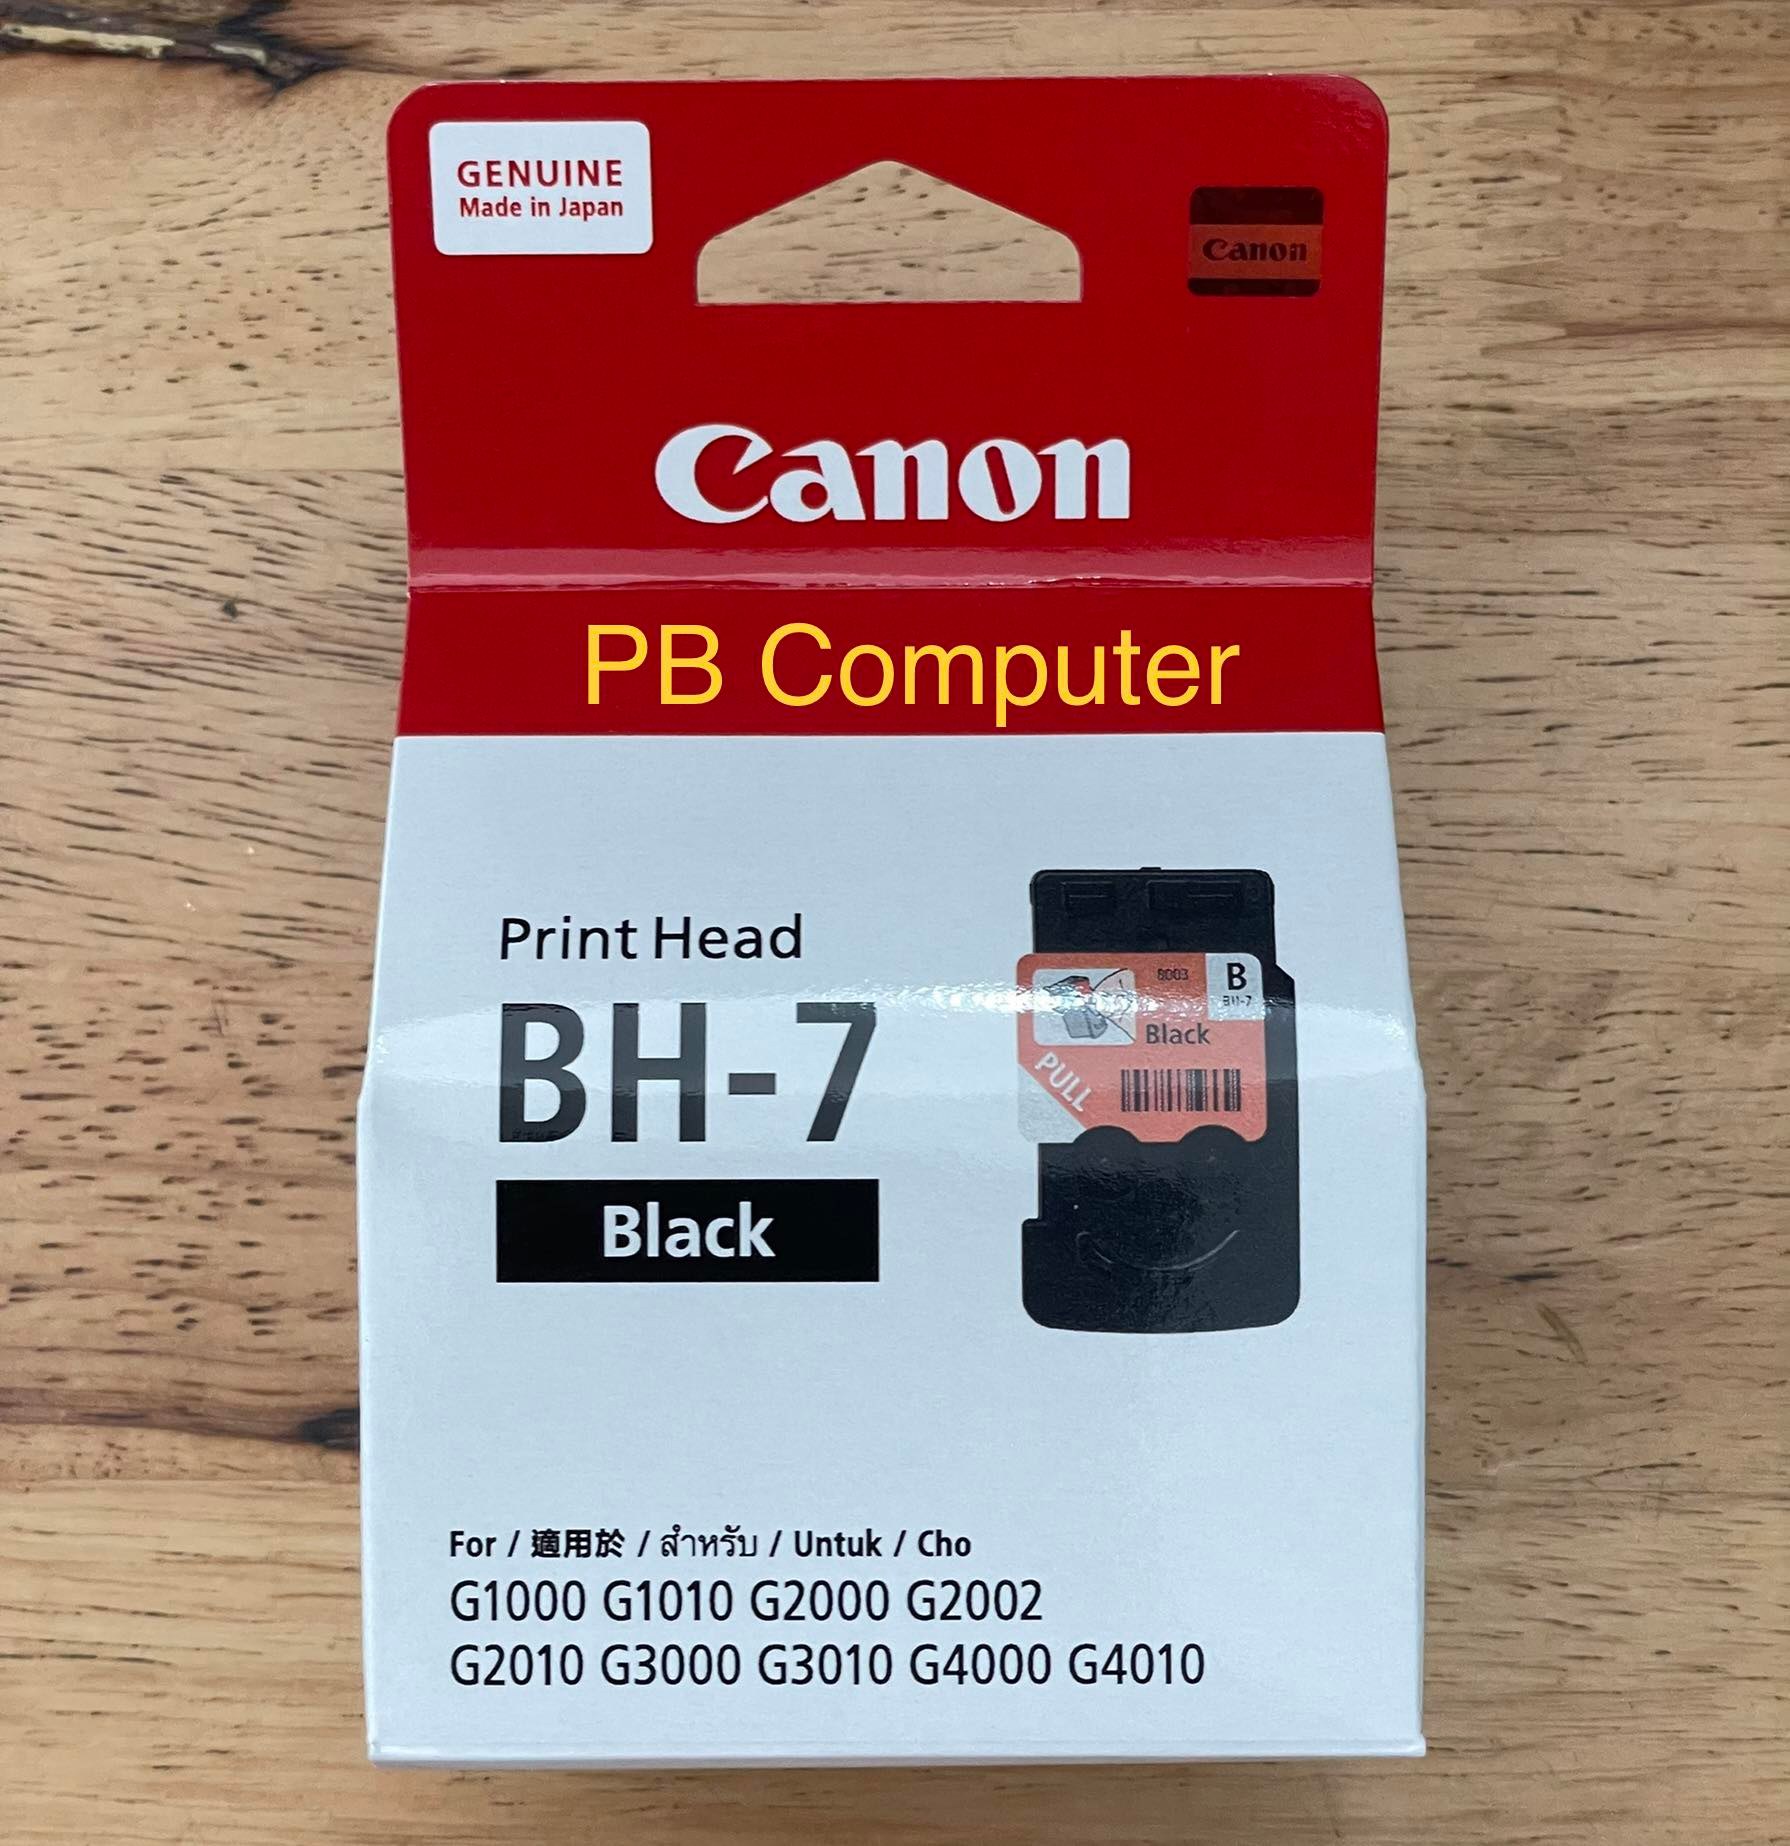 GENUINE
Made in Japan
Canon
Canon
PB Computer
Print Head
BH-7
Black
8003
B
BH-7
Black
PULL
For / 適用於 / สำหรับ / Untuk / Cho
G1000 G1010 G2000 G2002
G2010 G3000 G3010 G4000 G4010